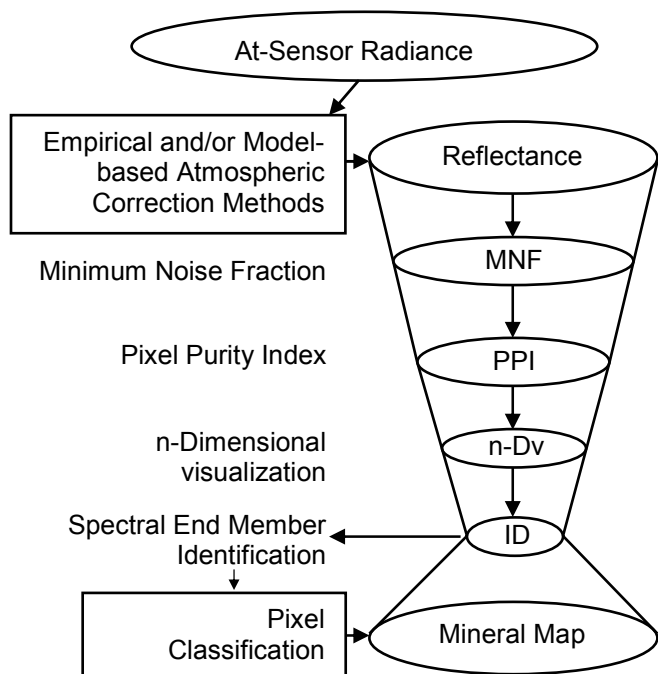 At-Sensor Radiance
Empirical and/or Model-
based Atmospheric
Correction Methods
Reflectance
Minimum Noise Fraction
MNF
Pixel Purity Index
PPI
n-Dimensional
visualization
n-Dv
Spectral End Member
Identification
ID
Pixel
Classification
Mineral Map